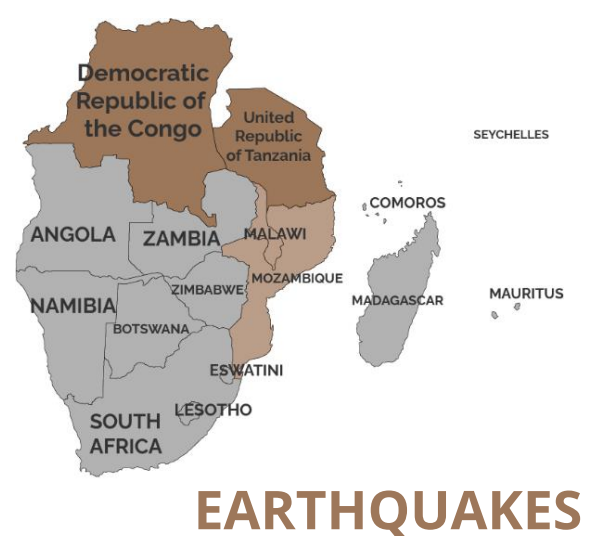 Democratic
Republic of
the Congo
United
Republic
of Tanzania
SEYCHELLES
COMOROS
ANGOLA
ZAMBIA
MALAWI
MOZAMBIQUE
ZIMBABWE
MADAGASCAR
MAURITUS
NAMIBIA
BOTSWANA
ESWATINI
LESOTHO
SOUTH
AFRICA
EARTHQUAKES